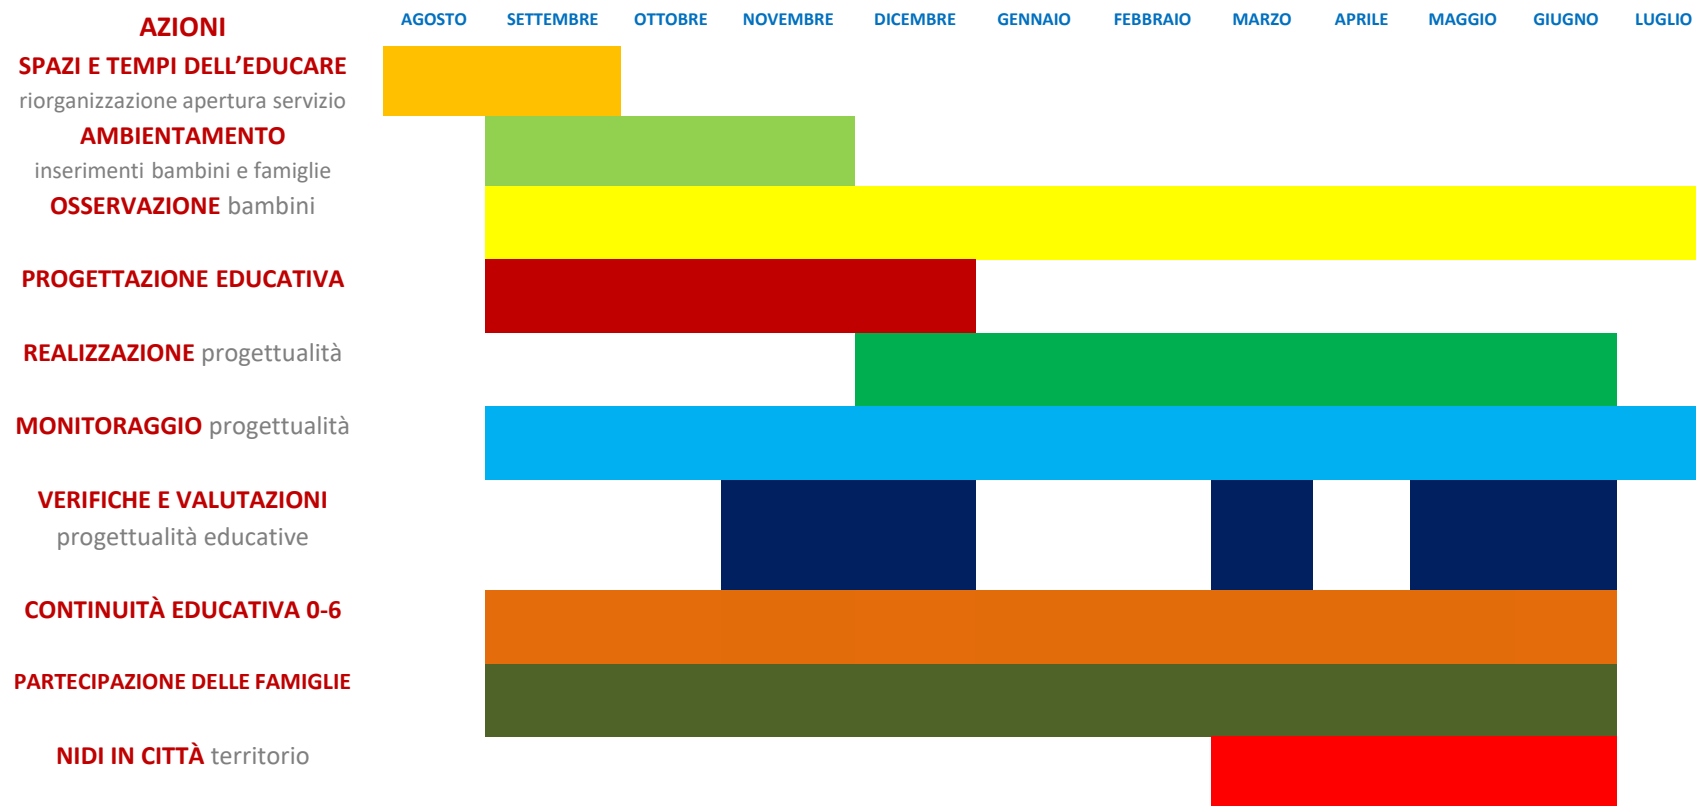 AZIONI AGOSTO SETTEMBRE OTTOBRE NOVEMBRE DICEMBRE GENNAIO FEBBRAIO MARZO APRILE MAGGIO GIUGNO LUGLIO
SPAZI E TEMPI DELL’EDUCARE
riorganizzazione apertura servizio
AMBIENTAMENTO
inserimenti bambini e famiglie
OSSERVAZIONE bambini
PROGETTAZIONE EDUCATIVA
REALIZZAZIONE progettualità
MONITORAGGIO progettualità
VERIFICHE E VALUTAZIONI
progettualità educative
CONTINUITÀ EDUCATIVA 0-6
PARTECIPAZIONE DELLE FAMIGLIE
NIDI IN CITTÀ territorio